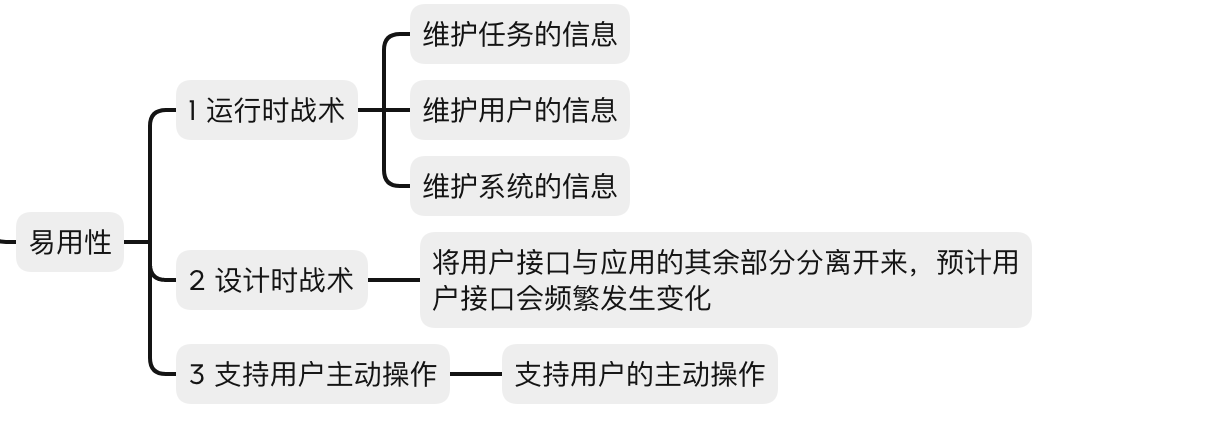 易用性
1 运行时战术
维护任务的信息
维护用户的信息
维护系统的信息
2 设计时战术
将用户接口与应用的其余部分分离开来，预计用
户接口会频繁发生变化
3 支持用户主动操作
支持用户的主动操作